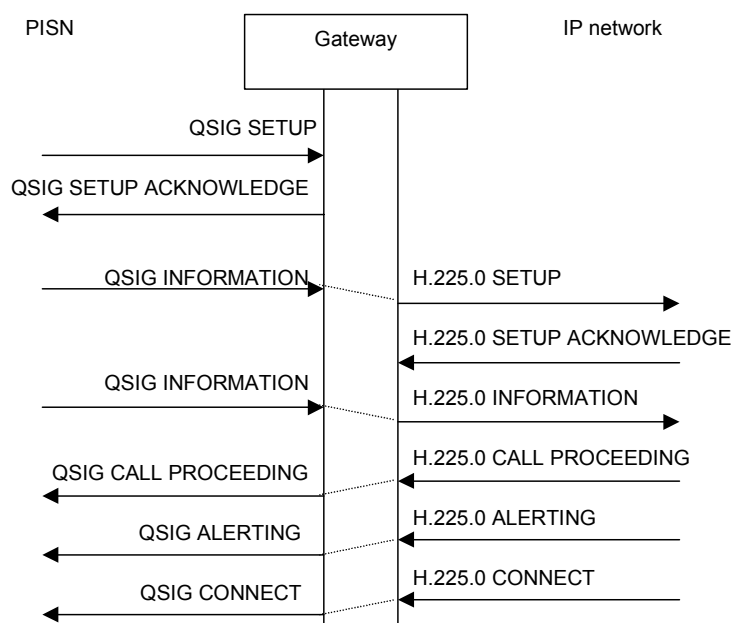 PISN
Gateway
IP network
QSIG SETUP
QSIG SETUP ACKNOWLEDGE
QSIG INFORMATION
H.225.0 SETUP
H.225.0 SETUP ACKNOWLEDGE
QSIG INFORMATION
H.225.0 INFORMATION
H.225.0 CALL PROCEEDING
QSIG CALL PROCEEDING
H.225.0 ALERTING
QSIG ALERTING
H.225.0 CONNECT
QSIG CONNECT